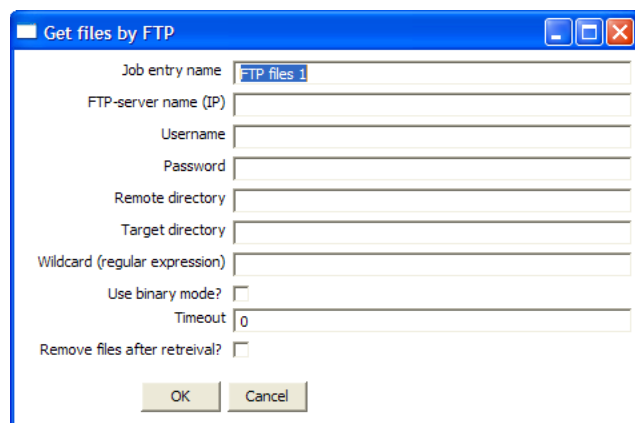 Get files by FTP
Job entry name FTP files 1
FTP-server name (IP)
Username
Password
Remote directory
Target directory
Wildcard (regular expression)
Use binary mode?
Timeout 0
Remove files after retreival?
OK Cancel